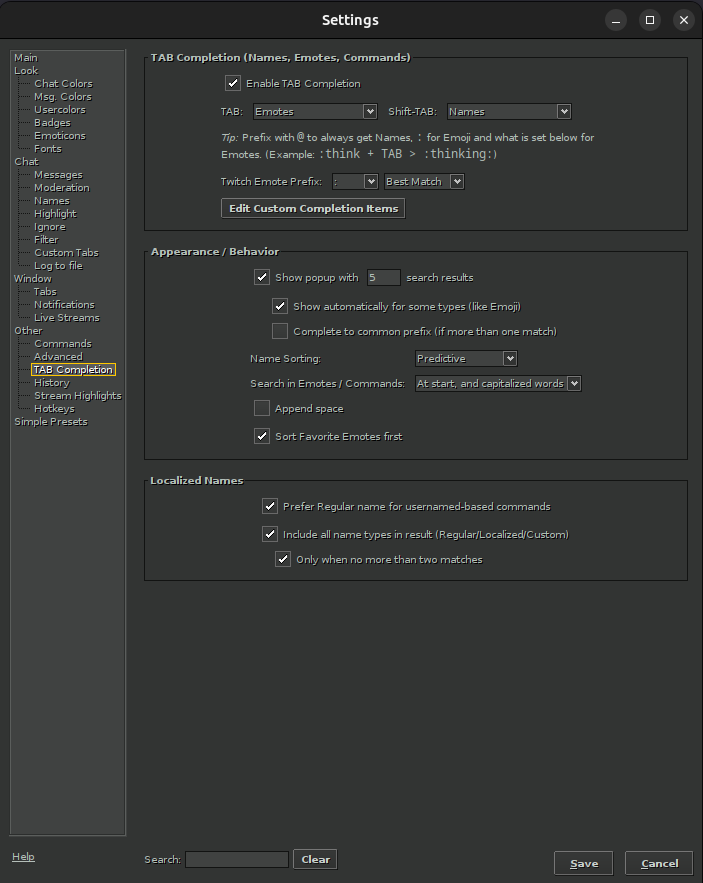 Settings
Main
Look
Chat Colors
Msg. Colors
Usercolors
Badges
Emoticons
Fonts
Chat
Messages
Moderation
Names
Highlight
Ignore
Filter
Custom Tabs
Log to file
Window
Tabs
Notifications
Live Streams
Other
Commands
Advanced
TAB Completion
History
Stream Highlights
Hotkeys
Simple Presets
Help
TAB Completion (Names, Emotes, Commands)
Enable TAB Completion
TAB: Emotes Shift-TAB: Names
Tip: Prefix with @ to always get Names, : for Emoji and what is set below for
Emotes. (Example: :think + TAB > :thinking:)
Twitch Emote Prefix: : Best Match
Edit Custom Completion Items
Appearance / Behavior
Show popup with 5 search results
Show automatically for some types (like Emoji)
Complete to common prefix (if more than one match)
Name Sorting: Predictive
Search in Emotes / Commands: At start, and capitalized words
Append space
Sort Favorite Emotes first
Localized Names
Prefer Regular name for usernamed-based commands
Include all name types in result (Regular/Localized/Custom)
Only when no more than two matches
Search: Clear
Save Cancel